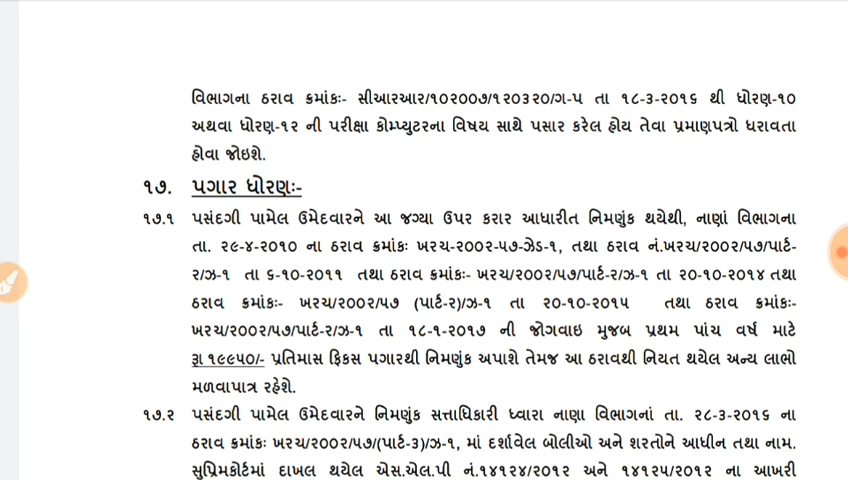 વિભાગના ઠરાવ ક્રમાંકઃ- સીઆરઆર/૧૦૨૦૦૭/૧૨૦૩૨૦/ગ-૫ તા ૧૮-૩-૨૦૧૬ થી ધોરણ-૧૦
અથવા ધોરણ-૧૨ ની પરીક્ષા કોમ્પ્યુટરના વિષય સાથે પસાર કરેલ હોય તેવા પ્રમાણપત્રો ધરાવતા
હોવા જોઇશે.
૧૭. પગાર ધોરણઃ-
૧૭.૧ પસંદગી પામેલ ઉમેદવારને આ જગ્યા ઉપર કરાર આધારીત નિમણુંક થયેથી, નાણાં વિભાગના
તા. ૨૯-૪-૨૦૧૦ ના ઠરાવ ક્રમાંકઃ ખરચ-૨૦૦૨-૫૭-ઝેડ-૧, તથા ઠરાવ નં.ખરચ/૨૦૦૨/૫૭/પાર્ટ-
૨/ઝ-૧ તા ૬-૧૦-૨૦૧૧ તથા ઠરાવ ક્રમાંકઃ- ખરચ/૨૦૦૨/૫૭/પાર્ટ-૨/ઝ-૧ તા ૨૦-૧૦-૨૦૧૪ તથા
ઠરાવ ક્રમાંકઃ- ખરચ/૨૦૦૨/૫૭ (પાર્ટ-૨)/ઝ-૧ તા ૨૦-૧૦-૨૦૧૫ તથા ઠરાવ ક્રમાંકઃ-
ખરચ/૨૦૦૨/૫૭/પાર્ટ-૨/ઝ-૧ તા ૧૮-૧-૨૦૧૭ ની જોગવાઇ મુજબ પ્રથમ પાંચ વર્ષ માટે
રૂા ૧૯૯૫૦/- પ્રતિમાસ ફિકસ પગારથી નિમણુંક અપાશે તેમજ આ ઠરાવથી નિયત થયેલ અન્ય લાભો
મળવાપાત્ર રહેશે.
૧૭.૨ પસંદગી પામેલ ઉમેદવારને નિમણુંક સત્તાધિકારી ધ્વારા નાણા વિભાગનાં તા. ૨૮-૩-૨૦૧૬ ના
ઠરાવ ક્રમાંકઃ ખરચ/૨૦૦૨/૫૭/(પાર્ટ-૩)/ઝ-૧, માં દર્શાવેલ બોલીઓ અને શરતોને આધીન તથા નામ.
સુપ્રિમકોર્ટમાં દાખલ થયેલ એસ.એલ.પી નં.૧૪૧૨૪/૨૦૧૨ અને ૧૪૧૨૫/૨૦૧૨ ના આખરી